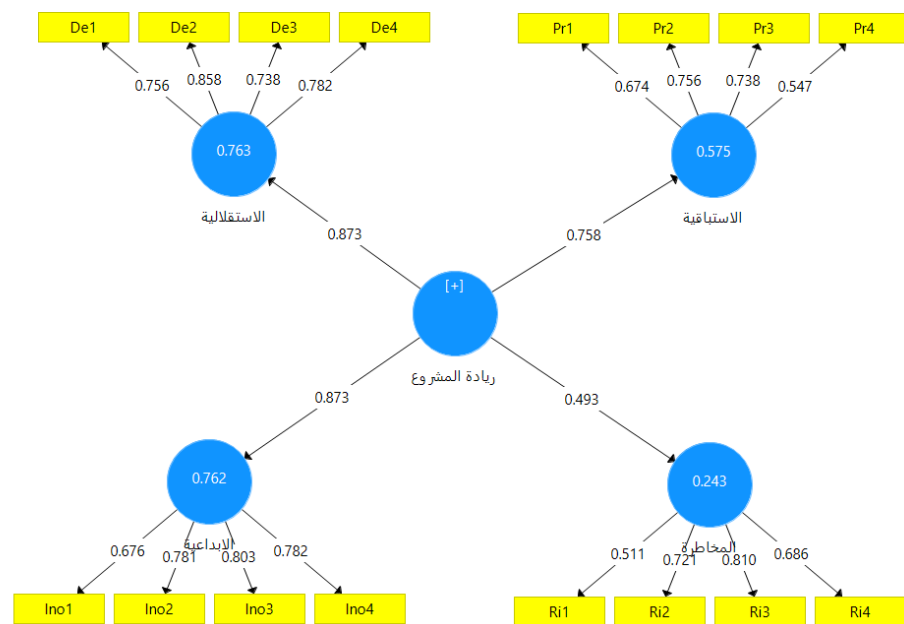 De1 De2 De3 De4 Pr1 Pr2 Pr3 Pr4
0.756 0.858 0.738 0.782 0.674 0.756 0.738 0.547
0.763 0.575
الاستقلالية الاستباقية
0.873 0.758
[+]
ريادة المشروع
0.873 0.493
0.762 0.243
الابداعية المخاطرة
0.676 0.781 0.803 0.782 0.511 0.721 0.810 0.686
Ino1 Ino2 Ino3 Ino4 Ri1 Ri2 Ri3 Ri4